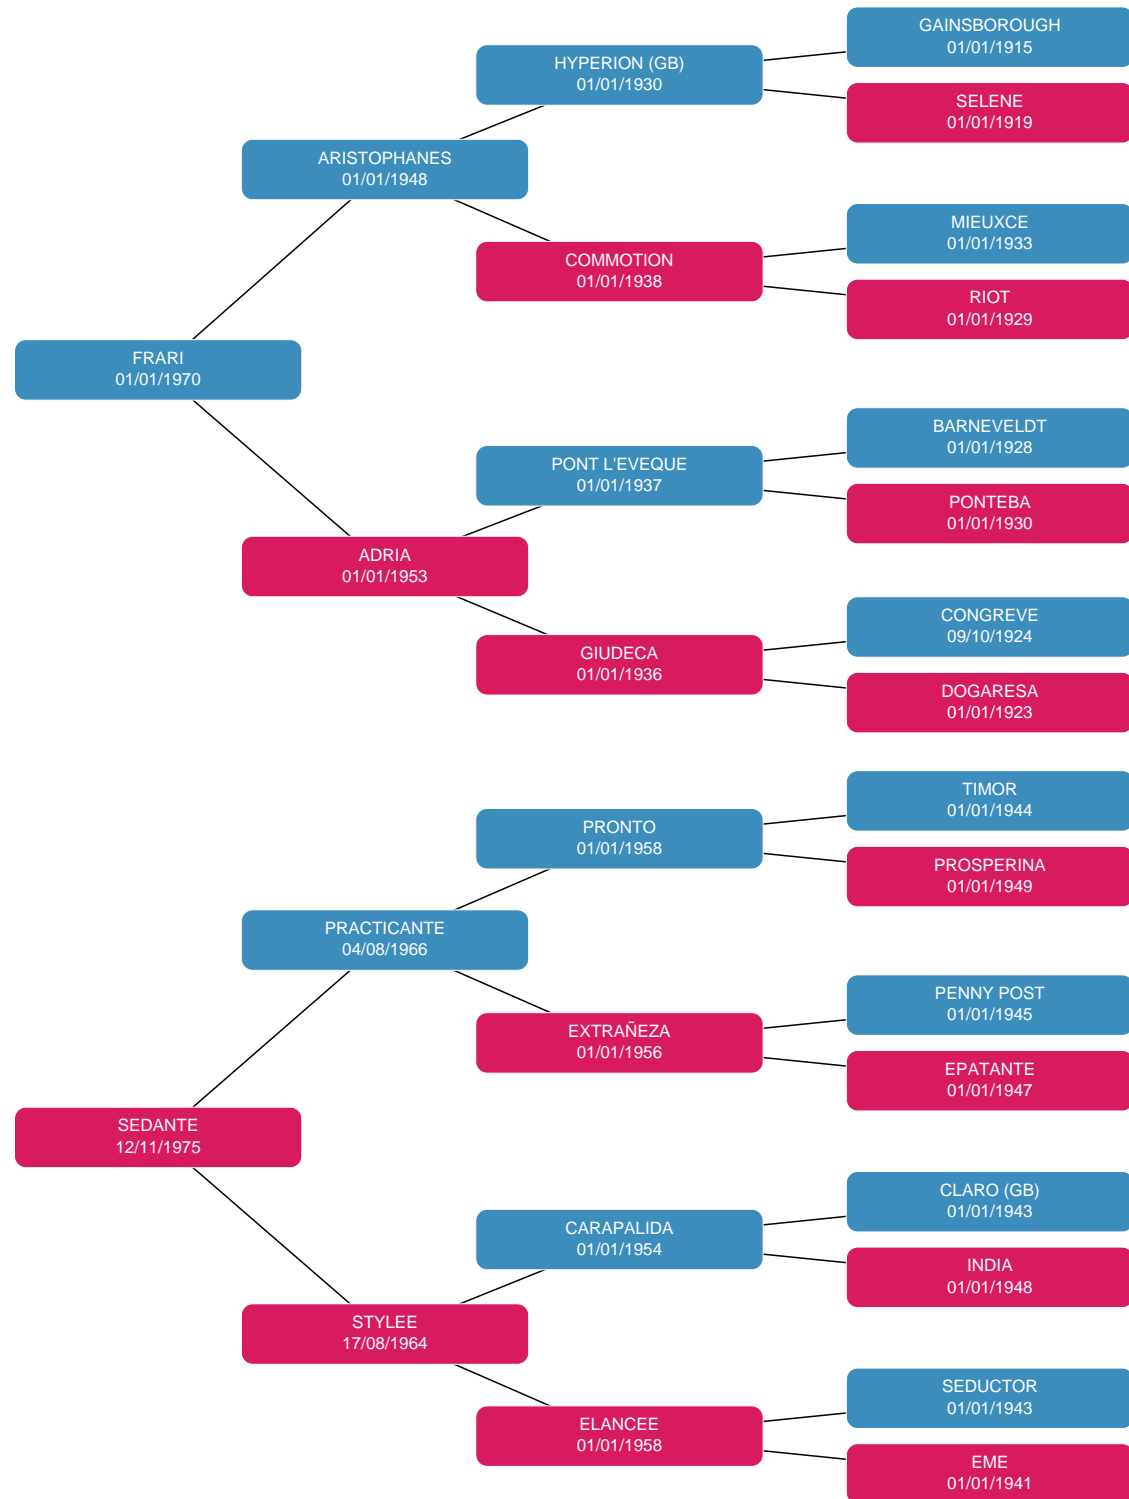 GAINSBOROUGH
01/01/1915
HYPERION (GB)
01/01/1930
SELENE
01/01/1919
ARISTOPHANES
01/01/1948
MIEUXCE
01/01/1933
COMMOTION
01/01/1938
RIOT
01/01/1929
FRARI
01/01/1970
BARNEVELDT
01/01/1928
PONT L'EVEQUE
01/01/1937
PONTEBA
01/01/1930
ADRIA
01/01/1953
CONGREVE
09/10/1924
GIUDECA
01/01/1936
DOGARESA
01/01/1923
TIMOR
01/01/1944
PRONTO
01/01/1958
PROSPERINA
01/01/1949
PRACTICANTE
04/08/1966
PENNY POST
01/01/1945
EXTRAÑEZA
01/01/1956
EPATANTE
01/01/1947
SEDANTE
12/11/1975
CLARO (GB)
01/01/1943
CARAPALIDA
01/01/1954
INDIA
01/01/1948
STYLEE
17/08/1964
SEDUCTOR
01/01/1943
ELANCEE
01/01/1958
EME
01/01/1941